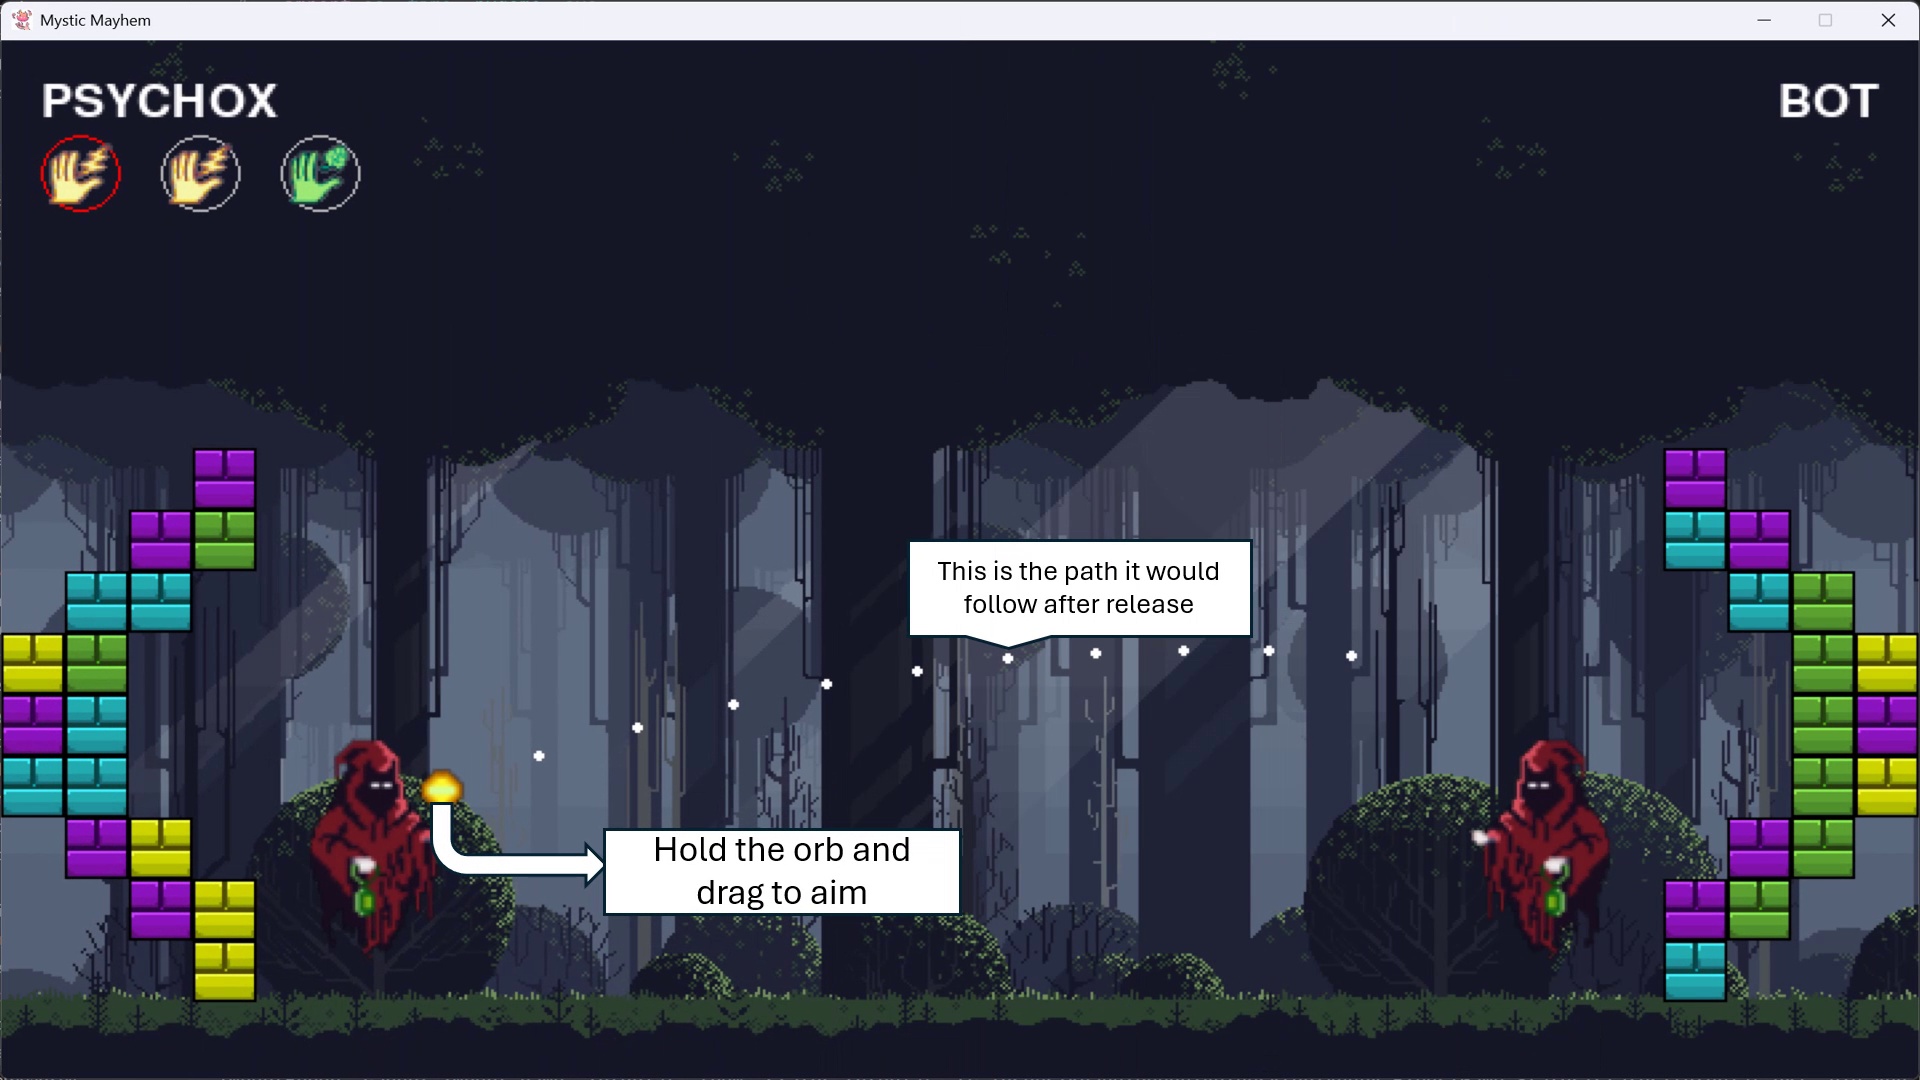 Mystic Mayhem
PSYCHOX
BOT
This is the path it would
follow after release
Hold the orb and
drag to aim